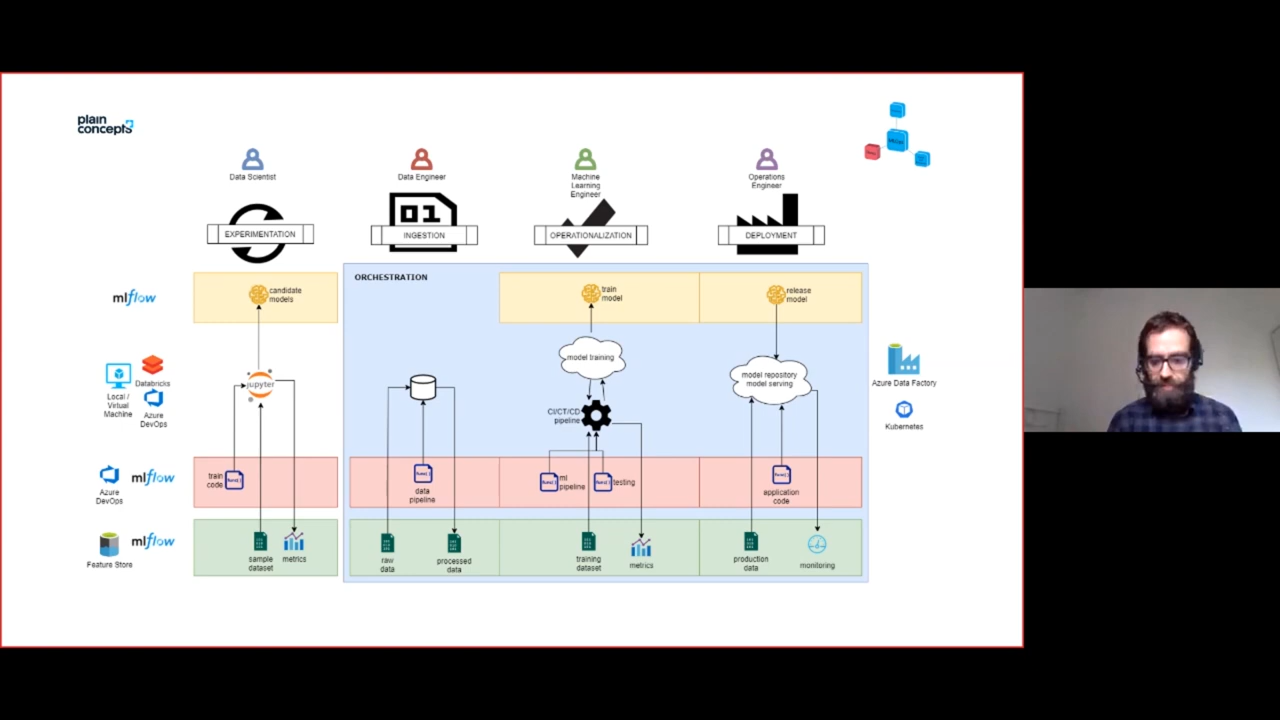 plain
concepts
Data Scientist
Data Engineer
Machine
Learning
Engineer
Operations
Engineer
01
EXPERIMENTATION
INGESTION
OPERATIONALIZATION
DEPLOYMENT
ORCHESTRATION
mlflow
candidate
models
train
model
release
model
model training
Databricks
Local /
Virtual
Machine
Azure
DevOps
jupyter
model repository
model serving
Azure Data Factory
CI/CT/CD
pipeline
Kubernetes
Azure
DevOps
mlflow
train
code
data
pipeline
ml
pipeline
testing
application
code
Feature Store
mlflow
sample
dataset
metrics
raw
data
processed
data
training
dataset
metrics
production
data
monitoring